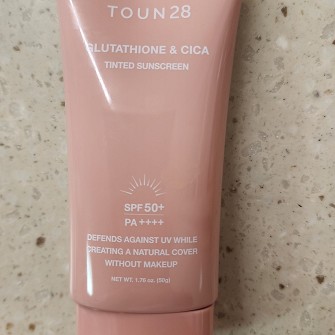 TOUN28
GLUTATHIONE & CICA
TINTED SUNSCREEN
SPF 50+
PA ++++
DEFENDS AGAINST UV WHILE
CREATING A NATURAL COVER
WITHOUT MAKEUP
NET WT. 1.76 oz. (50g)